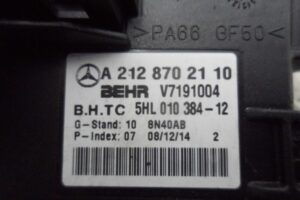 >PA66 GF50<
A 212 870 21 10
BEHR V7191004
B.H.TC 5HL 010 384-12
G-Stand: 10 8N40AB
P-Index: 07 08/12/14 2